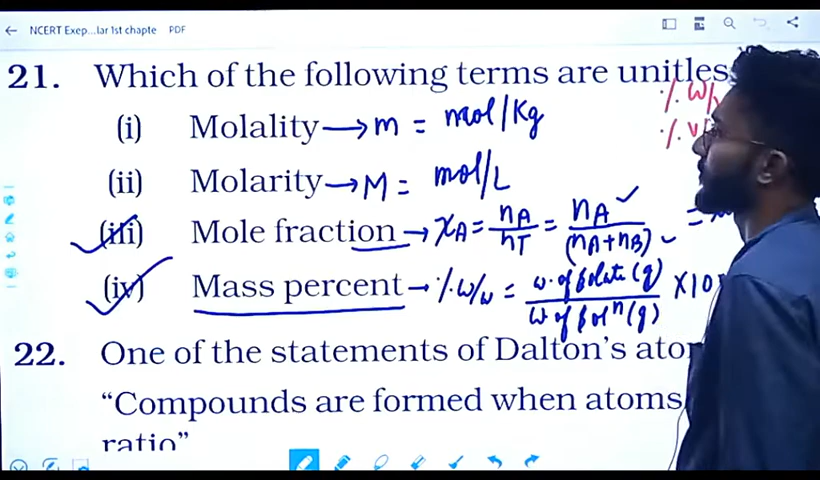 NCERT Exep...lar 1st chapte PDF
21. Which of the following terms are unitles
% W/
% V/
(i) Molality → m = mol/Kg
(ii) Molarity → M = mol/L
(iii) Mole fraction → χA = nA/nT = nA/(nA+nB) =
(iv) Mass percent → % W/W = W. of solute (g)/W of solⁿ (g) × 10
22. One of the statements of Dalton's ato
“Compounds are formed when atoms
ratio”